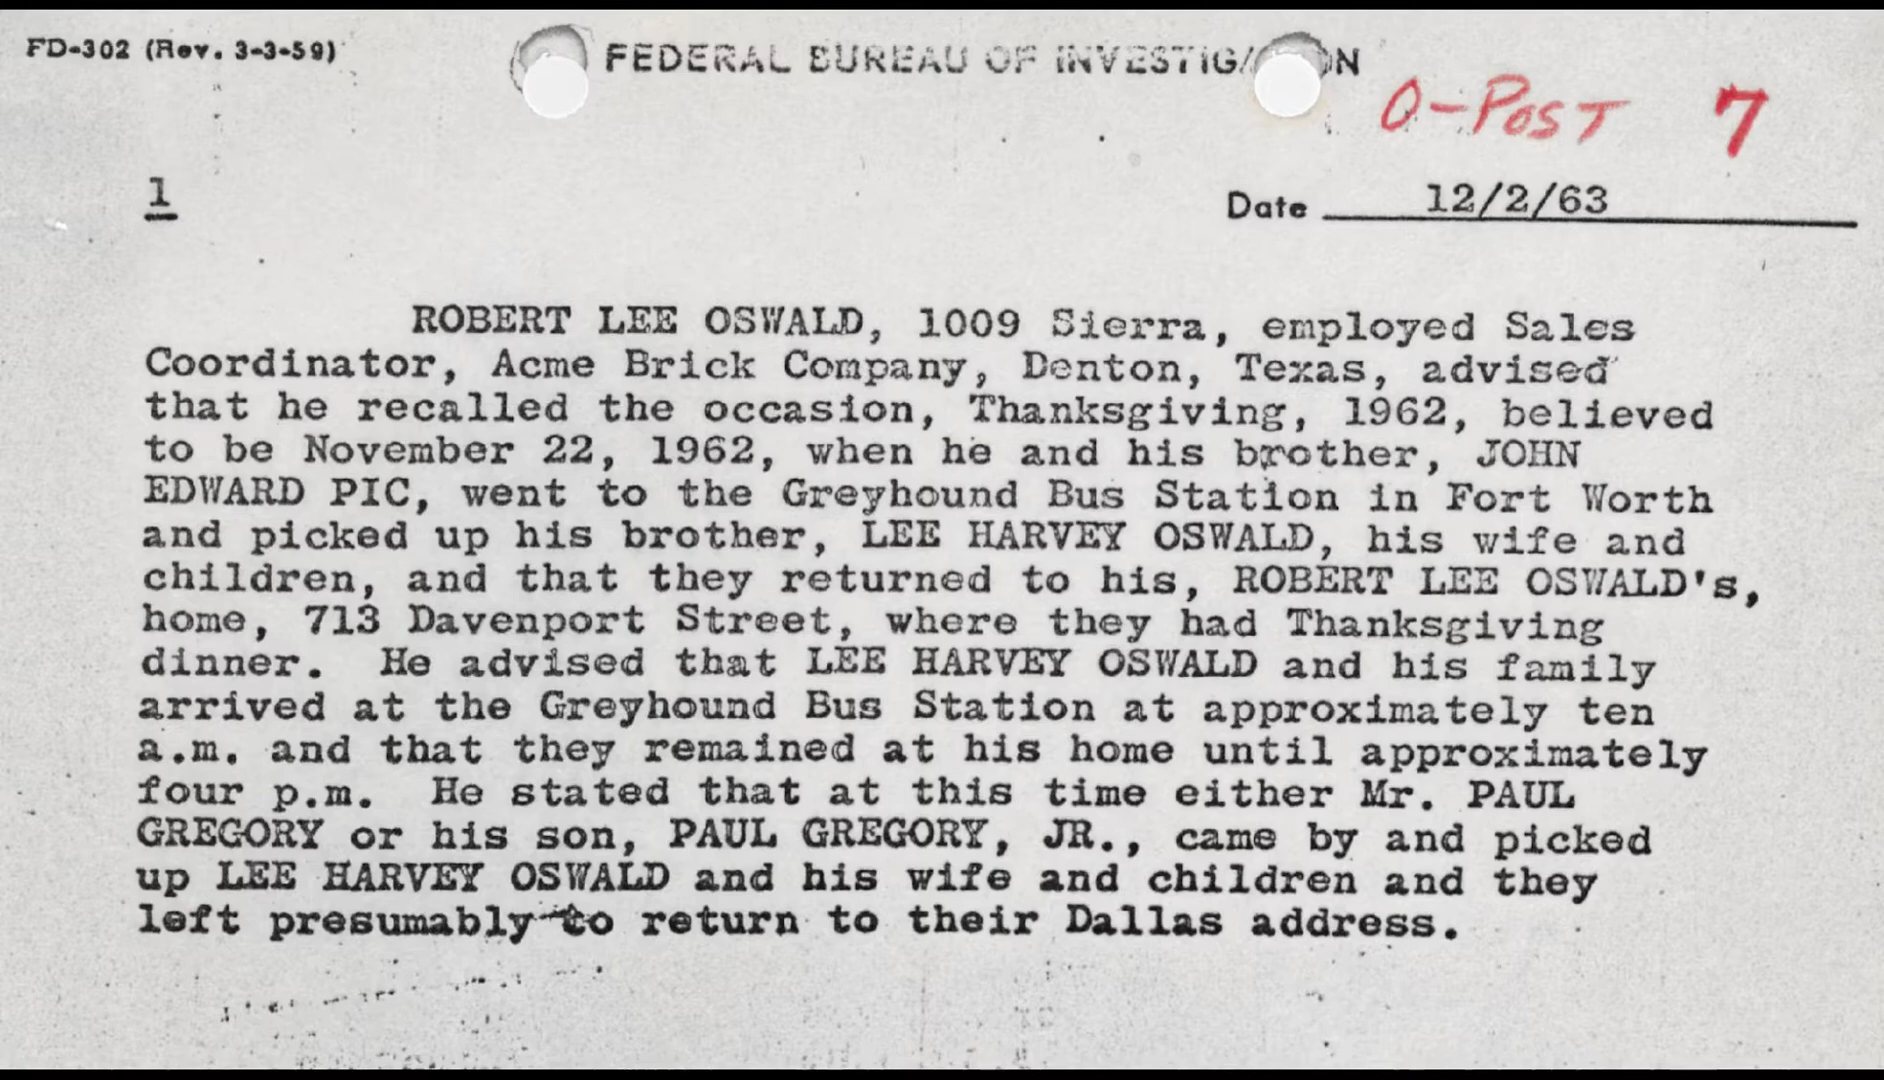 FD-302 (Rev. 3-3-59)
FEDERAL BUREAU OF INVESTIGA ON
O-POST 7
1
Date 12/2/63
ROBERT LEE OSWALD, 1009 Sierra, employed Sales
Coordinator, Acme Brick Company, Denton, Texas, advised
that he recalled the occasion, Thanksgiving, 1962, believed
to be November 22, 1962, when he and his brother, JOHN
EDWARD PIC, went to the Greyhound Bus Station in Fort Worth
and picked up his brother, LEE HARVEY OSWALD, his wife and
children, and that they returned to his, ROBERT LEE OSWALD's,
home, 713 Davenport Street, where they had Thanksgiving
dinner. He advised that LEE HARVEY OSWALD and his family
arrived at the Greyhound Bus Station at approximately ten
a.m. and that they remained at his home until approximately
four p.m. He stated that at this time either Mr. PAUL
GREGORY or his son, PAUL GREGORY, JR., came by and picked
up LEE HARVEY OSWALD and his wife and children and they
left presumably to return to their Dallas address.